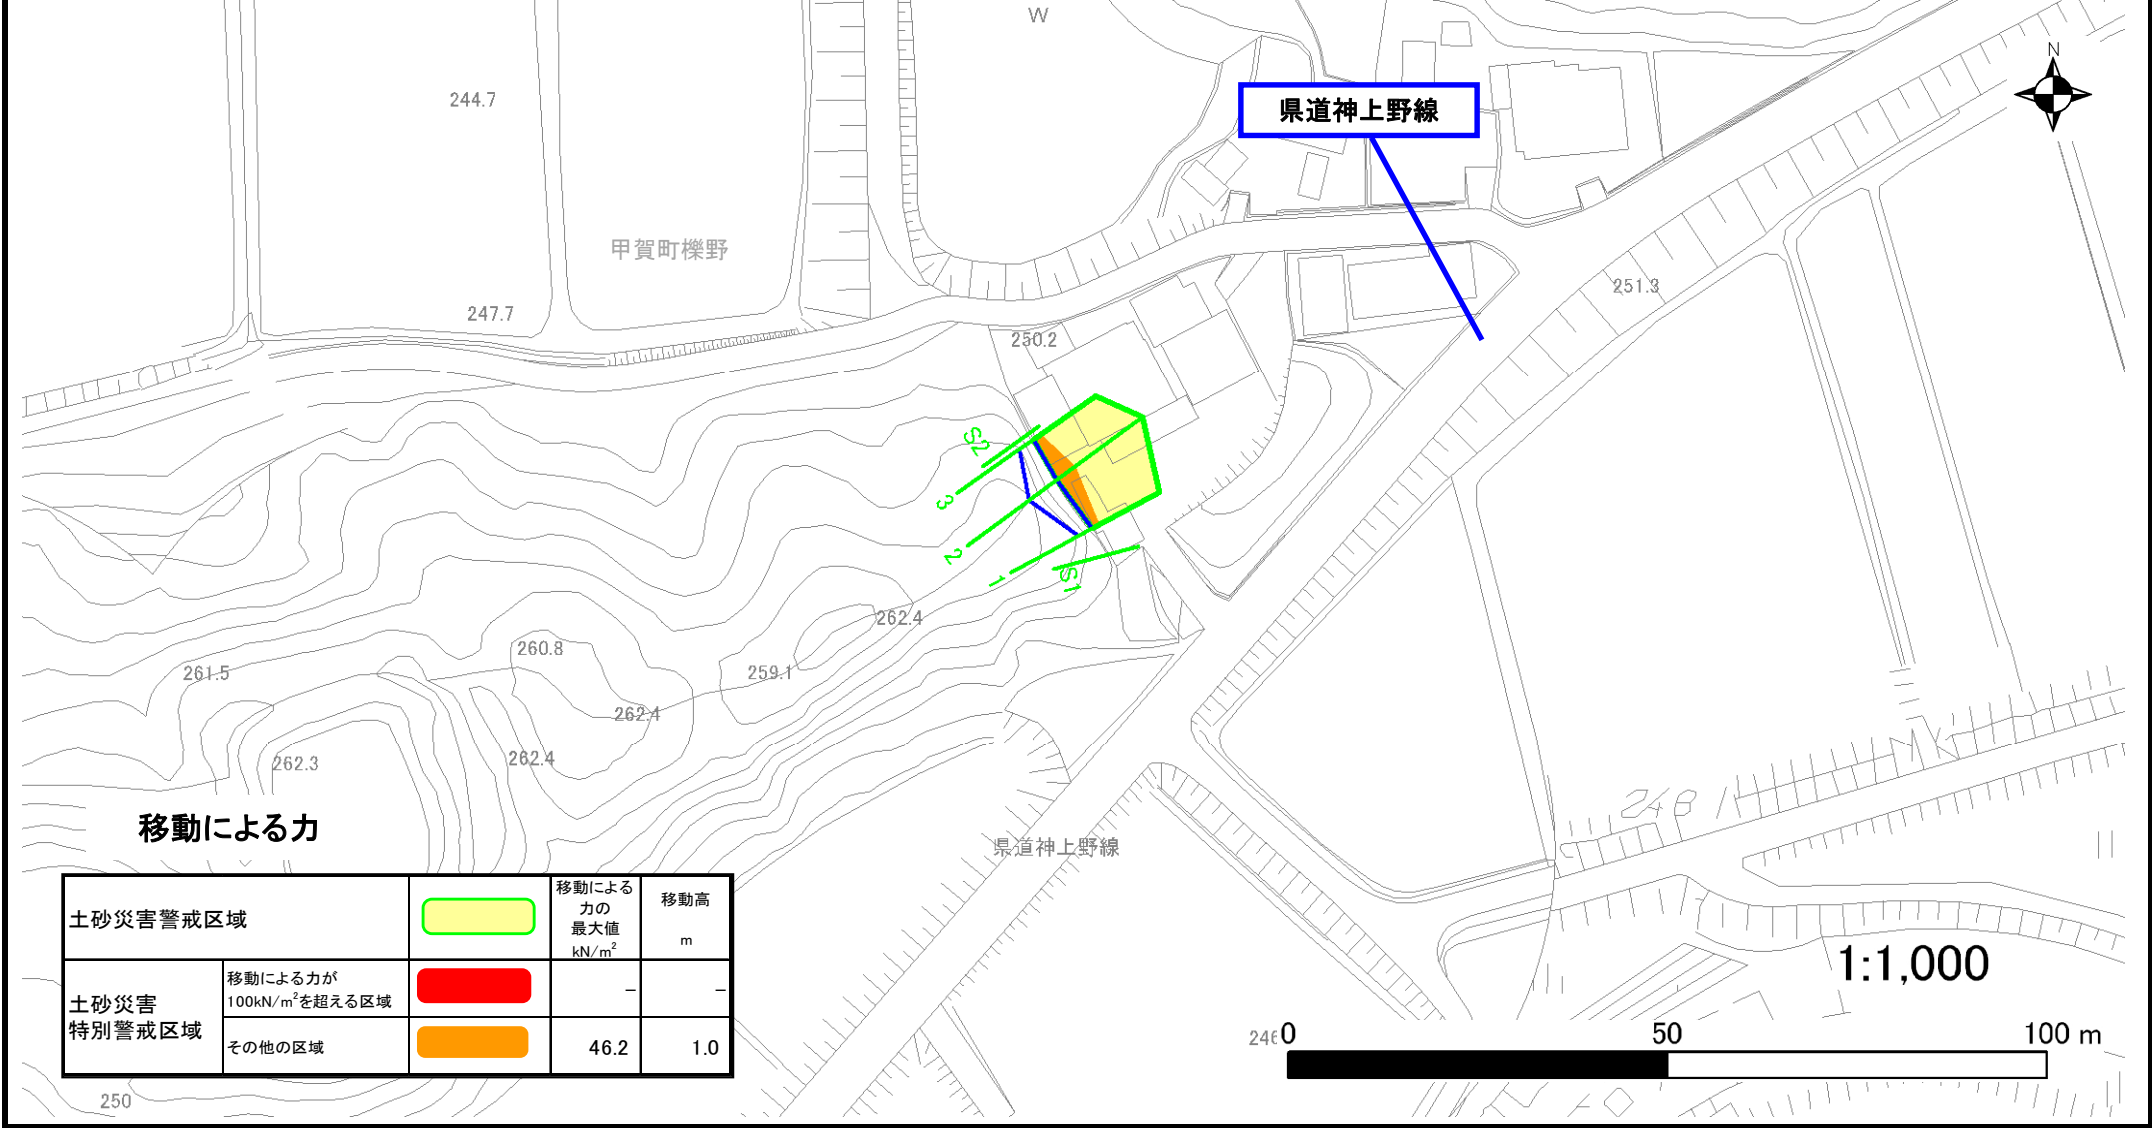 W
N
244.7
県道神上野線
甲賀町櫟野
251.3
247.7
250.2
S2
3
2
1
S1
262.4
260.8
259.1
261.5
262.4
262.4
262.3
移動による力
県道神上野線
土砂災害警戒区域
移動による
力の
最大値
kN/m²
移動高
m
土砂災害
特別警戒区域
移動による力が
100kN/m²を超える区域
−
−
その他の区域
46.2
1.0
250
1:1,000
246
0
50
100 m